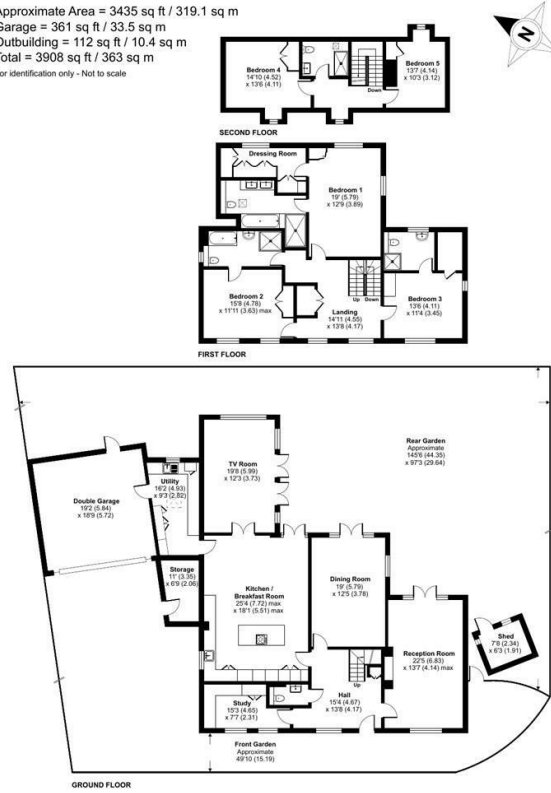 Approximate Area = 3435 sq ft / 319.1 sq m
Garage = 361 sq ft / 33.5 sq m
Outbuilding = 112 sq ft / 10.4 sq m
Total = 3908 sq ft / 363 sq m
For identification only - Not to scale
N
Bedroom 4
14'10 (4.52)
x 13'6 (4.11)
Down
Bedroom 5
13'7 (4.14)
x 10'3 (3.12)
SECOND FLOOR
Dressing Room
Bedroom 1
19' (5.79)
x 12'9 (3.89)
Bedroom 2
15'8 (4.78)
x 11'11 (3.63) max
Up Down
Landing
14'11 (4.55)
x 13'8 (4.17)
Bedroom 3
13'6 (4.11)
x 11'4 (3.45)
FIRST FLOOR
Rear Garden
Approximate
145'6 (44.35)
x 97'3 (29.64)
TV Room
19'8 (5.99)
x 12'3 (3.73)
Utility
16'2 (4.93)
x 9'3 (2.82)
Double Garage
19'2 (5.84)
x 18'9 (5.72)
Storage
11' (3.35)
x 6'9 (2.06)
Kitchen /
Breakfast Room
25'4 (7.72) max
x 18'1 (5.51) max
Dining Room
19' (5.79)
x 12'5 (3.78)
Reception Room
22'5 (6.83)
x 13'7 (4.14) max
Shed
7'8 (2.34)
x 6'3 (1.91)
Up
Study
15'3 (4.65)
x 7'7 (2.31)
Hall
15'4 (4.67)
x 13'8 (4.17)
Front Garden
Approximate
49'10 (15.19)
GROUND FLOOR